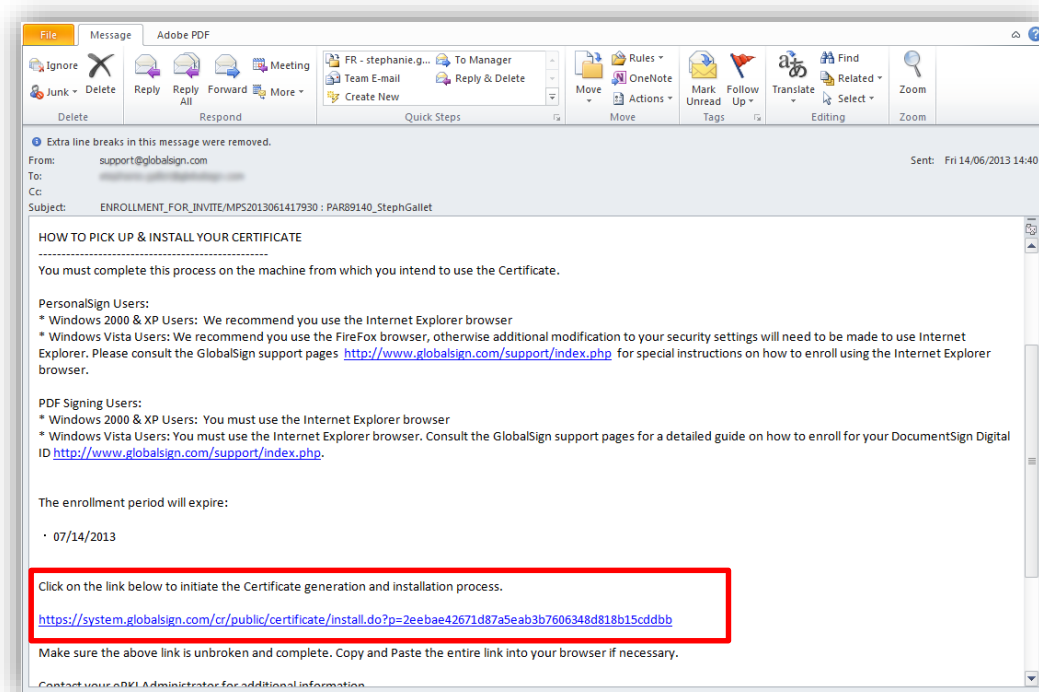 File Message Adobe PDF
Ignore
Junk
Delete
Reply
Reply All
Forward
Meeting
More
FR - stephanie.g...
To Manager
Team E-mail
Reply & Delete
Create New
Move
Rules
OneNote
Actions
Mark Unread
Follow Up
Translate
Find
Related
Select
Zoom
Delete Respond Quick Steps Move Tags Editing Zoom
Extra line breaks in this message were removed.
From: support@globalsign.com Sent: Fri 14/06/2013 14:40
To:
Cc:
Subject: ENROLLMENT_FOR_INVITE/MPS2013061417930 : PAR89140_StephGallet
HOW TO PICK UP & INSTALL YOUR CERTIFICATE
-------------------------------------------------
You must complete this process on the machine from which you intend to use the Certificate.
PersonalSign Users:
* Windows 2000 & XP Users: We recommend you use the Internet Explorer browser
* Windows Vista Users: We recommend you use the FireFox browser, otherwise additional modification to your security settings will need to be made to use Internet
Explorer. Please consult the GlobalSign support pages http://www.globalsign.com/support/index.php for special instructions on how to enroll using the Internet Explorer
browser.
PDF Signing Users:
* Windows 2000 & XP Users: You must use the Internet Explorer browser
* Windows Vista Users: You must use the Internet Explorer browser. Consult the GlobalSign support pages for a detailed guide on how to enroll for your DocumentSign Digital
ID http://www.globalsign.com/support/index.php.
The enrollment period will expire:
· 07/14/2013
Click on the link below to initiate the Certificate generation and installation process.
https://system.globalsign.com/cr/public/certificate/install.do?p=2eebae42671d87a5eab3b7606348d818b15cddbb
Make sure the above link is unbroken and complete. Copy and Paste the entire link into your browser if necessary.
Contact your ePKI Administrator for additional information